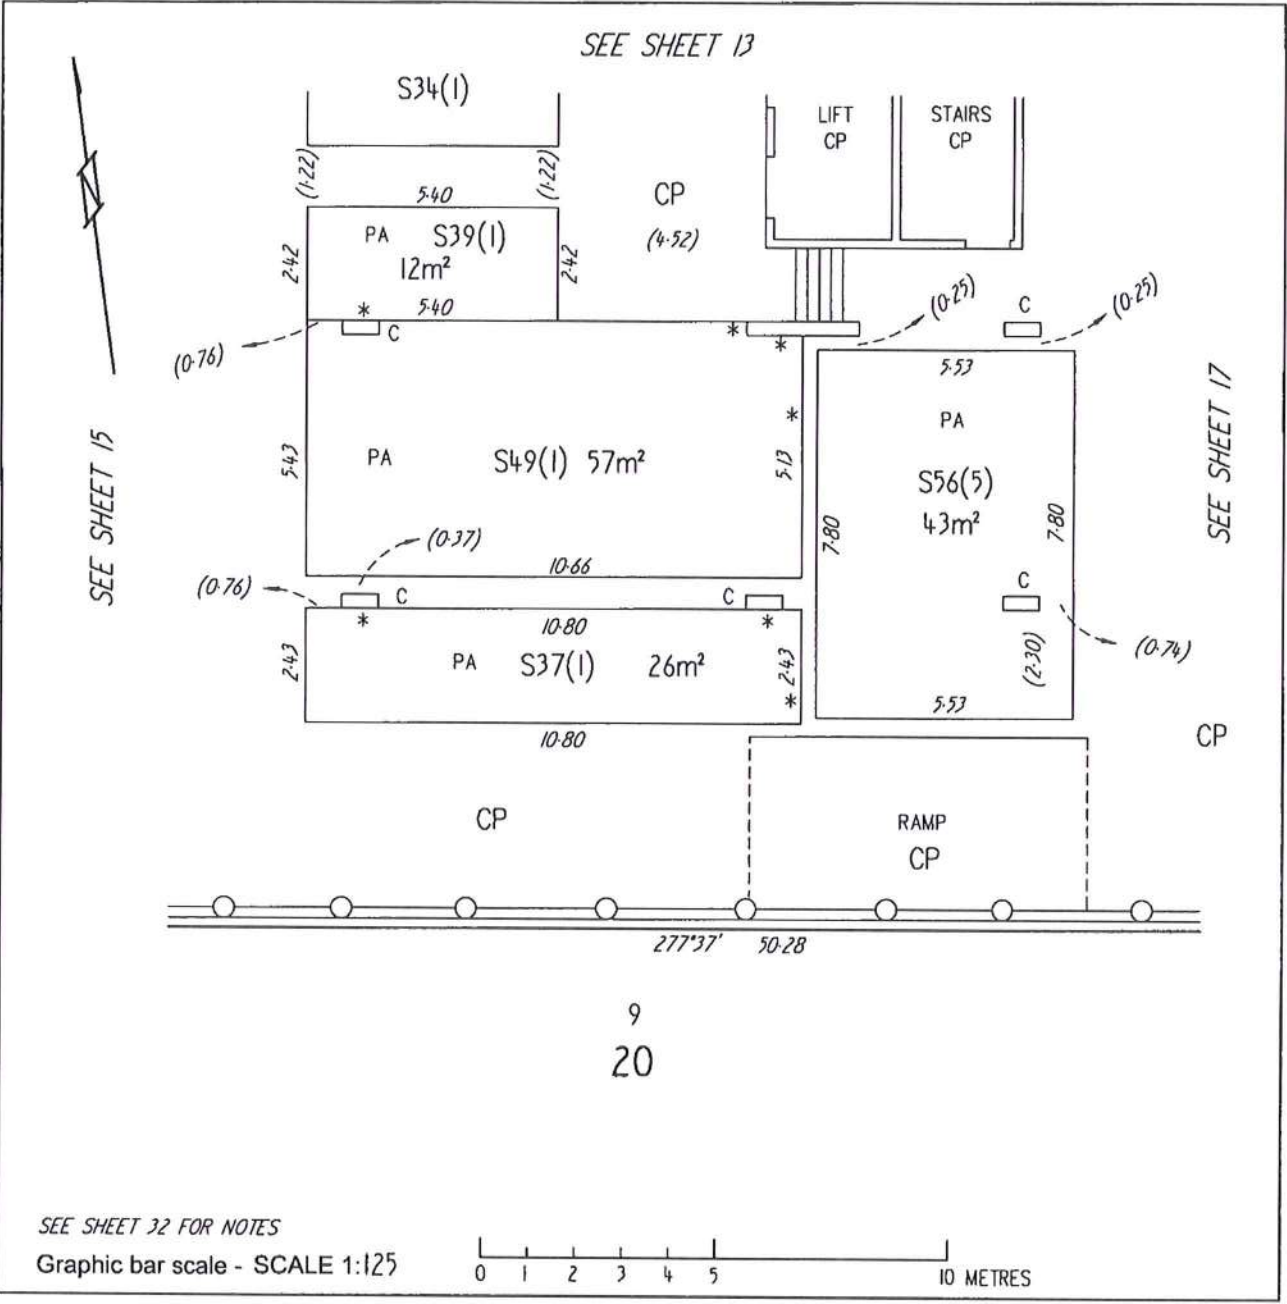 SEE SHEET 13
S34(1)
LIFT
CP
STAIRS
CP
(1·22)
(1·22)
5·40
CP
(4·52)
PA S39(1)
12m²
2·42
2·42
* 5·40
C
(0·76)
*
*
(0·25)
C
(0·25)
5·53
PA
*
SEE SHEET 15
5·43
PA
S49(1) 57m²
5·13
S56(5)
43m²
7·80
7·80
SEE SHEET 17
(0·37)
10·66
(0·76)
C
C
C
*
10·80
*
2·43
PA S37(1) 26m²
2·43
*
(2·30)
(0·74)
5·53
10·80
CP
CP
RAMP
CP
277°37' 50·28
9
20
SEE SHEET 32 FOR NOTES
Graphic bar scale - SCALE 1:125
0 1 2 3 4 5 10 METRES